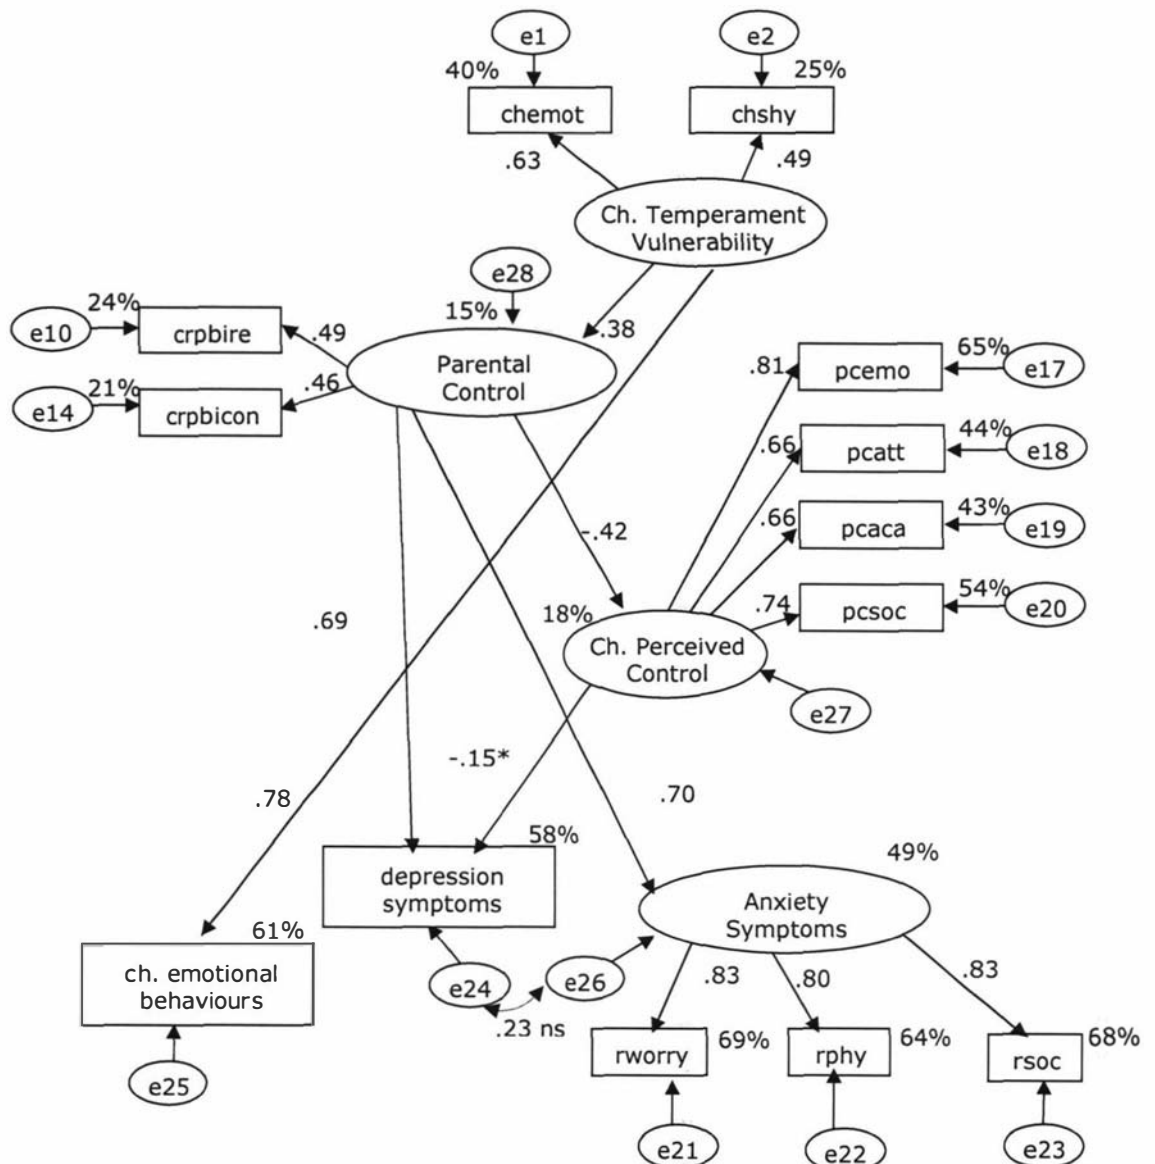 e1
e2
40%
25%
chemot
chshy
.63
.49
Ch. Temperament
Vulnerability
e28
24%
15%
e10
crpbire
.49
.38
Parental
Control
21%
.46
e14
crpbicon
.81
pcemo
65%
e17
.66
pcatt
44%
e18
.66
pcaca
43%
e19
-.42
.74
pcsoc
54%
e20
18%
Ch. Perceived
Control
.69
e27
-.15*
.78
.70
58%
depression
symptoms
49%
Anxiety
Symptoms
61%
ch. emotional
behaviours
e24
e26
.23 ns
.83
.80
.83
rworry
69%
rphy
64%
rsoc
68%
e25
e21
e22
e23